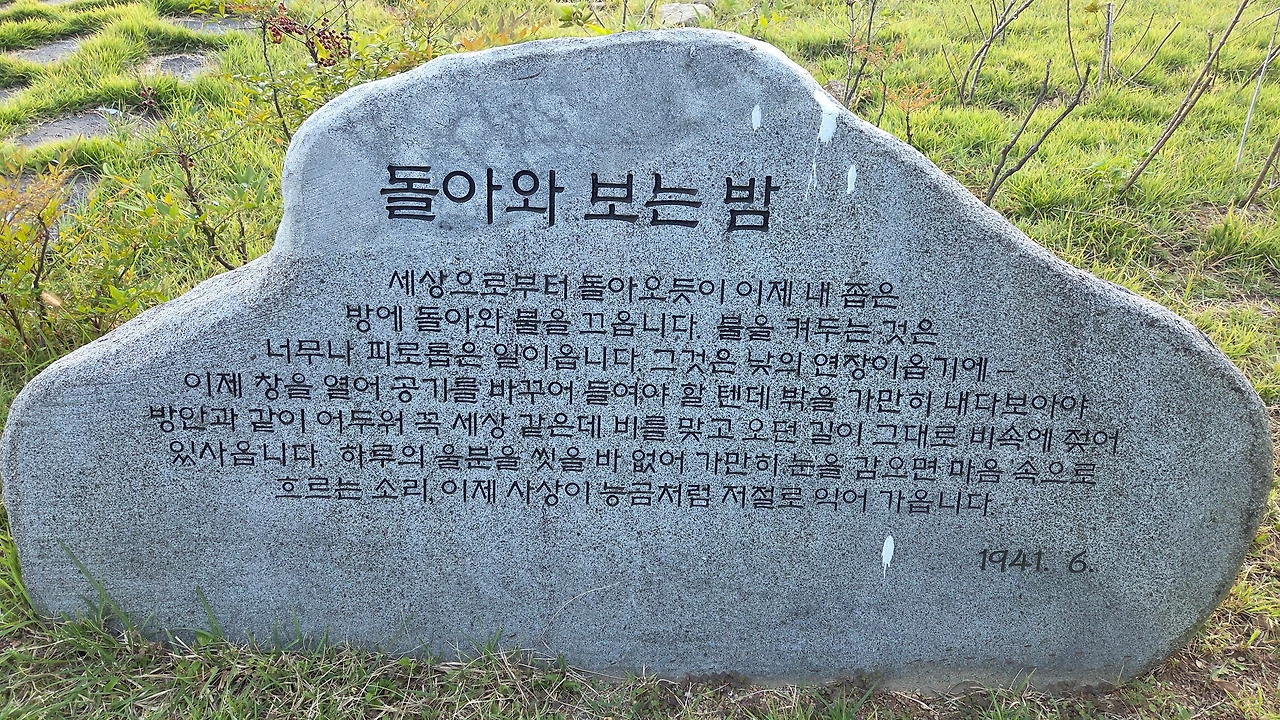 돌아와 보는 밤
세상으로부터 돌아오듯이 이제 내 좁은
방에 돌아와 불을 끄옵니다. 불을 켜두는 것은
너무나 피로롭은 일이옵니다. 그것은 낮의 연장이옵기에 –
이제 창을 열어 공기를 바꾸어 들여야 할 텐데 밖을 가만히 내다보아야
방안과 같이 어두워 꼭 세상 같은데 비를 맞고 오던 길이 그대로 비속에 젖어
있사옵니다. 하루의 울분을 씻을 바 없어 가만히 눈을 감으면 마음 속으로
흐르는 소리, 이제 사상이 능금처럼 저절로 익어 가옵니다.
1941. 6.